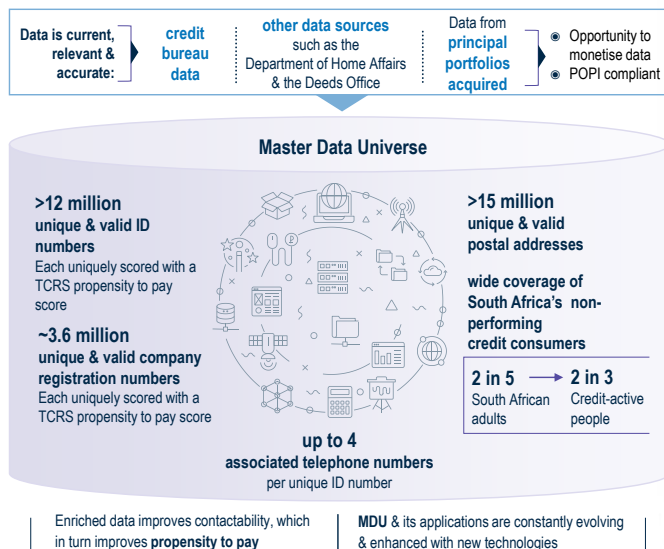 Data is current,
relevant &
accurate:
credit
bureau
data
other data sources
such as the
Department of Home Affairs
& the Deeds Office
Data from
principal
portfolios
acquired
◉ Opportunity to
monetise data
◉ POPI compliant
Master Data Universe
>12 million
unique & valid ID
numbers
Each uniquely scored with a
TCRS propensity to pay
score
~3.6 million
unique & valid company
registration numbers
Each uniquely scored with a
TCRS propensity to pay score
>15 million
unique & valid
postal addresses
wide coverage of
South Africa's non-
performing
credit consumers
2 in 5
South African
adults
2 in 3
Credit-active
people
up to 4
associated telephone numbers
per unique ID number
Enriched data improves contactability, which
in turn improves propensity to pay
MDU & its applications are constantly evolving
& enhanced with new technologies